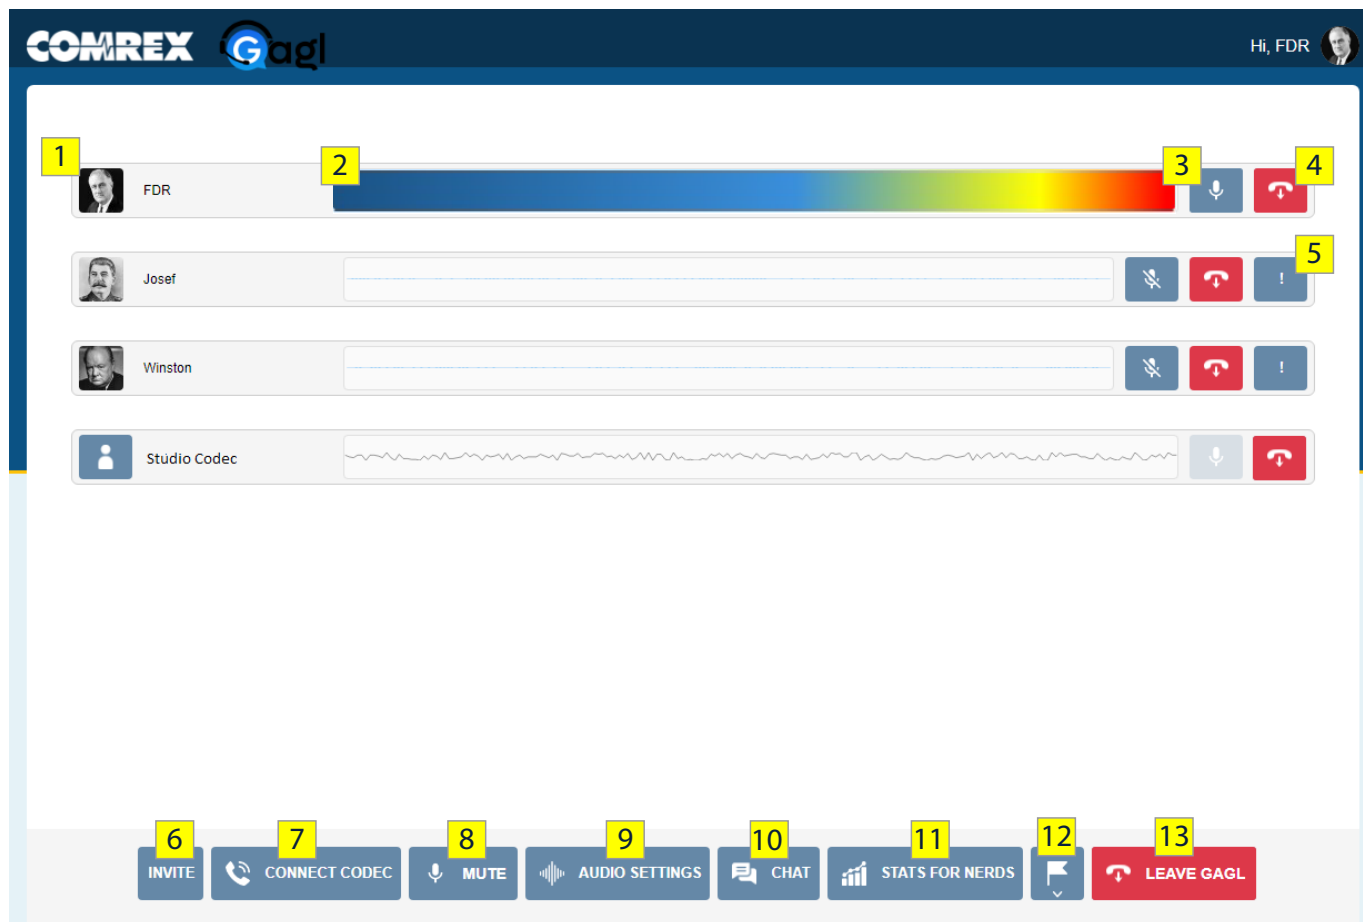 COMREX Gagl Hi, FDR
1 2 3 4
FDR
5
Josef !
Winston !
Studio Codec
6 7 8 9 10 11 12 13
INVITE CONNECT CODEC MUTE AUDIO SETTINGS CHAT STATS FOR NERDS LEAVE GAGL